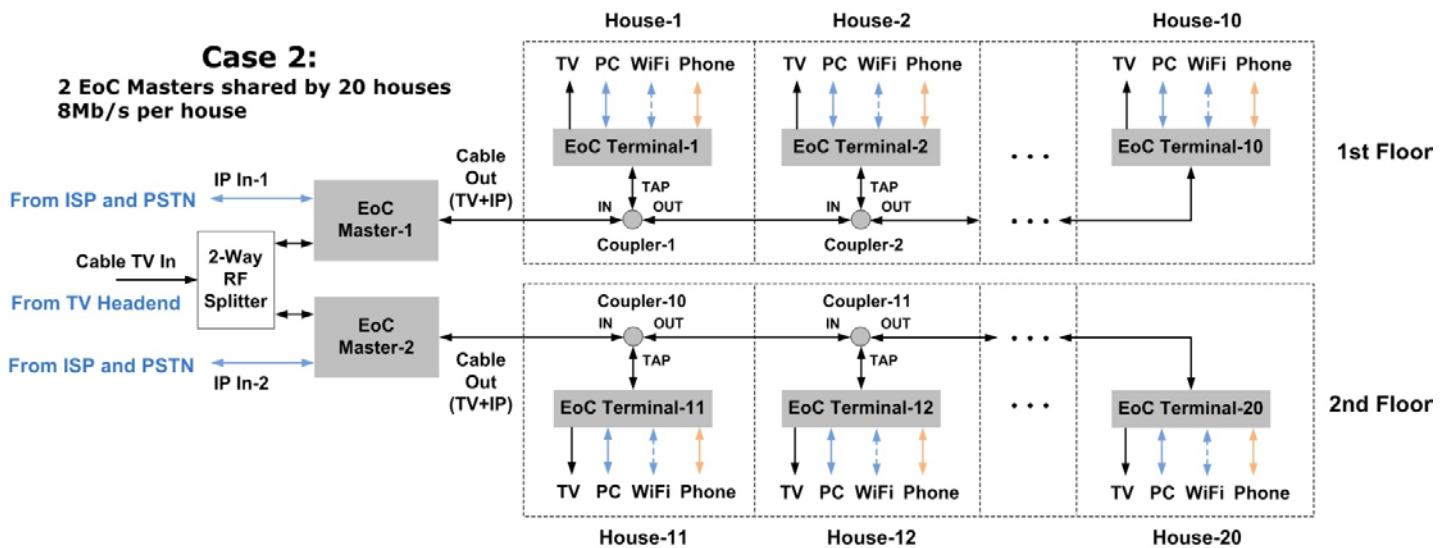 Case 2:
2 EoC Masters shared by 20 houses
8Mb/s per house
House-1
House-2
House-10
TV PC WiFi Phone
TV PC WiFi Phone
TV PC WiFi Phone
EoC Terminal-1
EoC Terminal-2
. . .
EoC Terminal-10
1st Floor
TAP
TAP
IN
OUT
IN
OUT
. . .
Coupler-1
Coupler-2
Cable
Out
(TV+IP)
IP In-1
From ISP and PSTN
EoC
Master-1
Cable TV In
From TV Headend
2-Way
RF
Splitter
EoC
Master-2
From ISP and PSTN
IP In-2
Cable
Out
(TV+IP)
Coupler-10
Coupler-11
IN
OUT
IN
OUT
. . .
TAP
TAP
EoC Terminal-11
EoC Terminal-12
. . .
EoC Terminal-20
2nd Floor
TV PC WiFi Phone
TV PC WiFi Phone
TV PC WiFi Phone
House-11
House-12
House-20